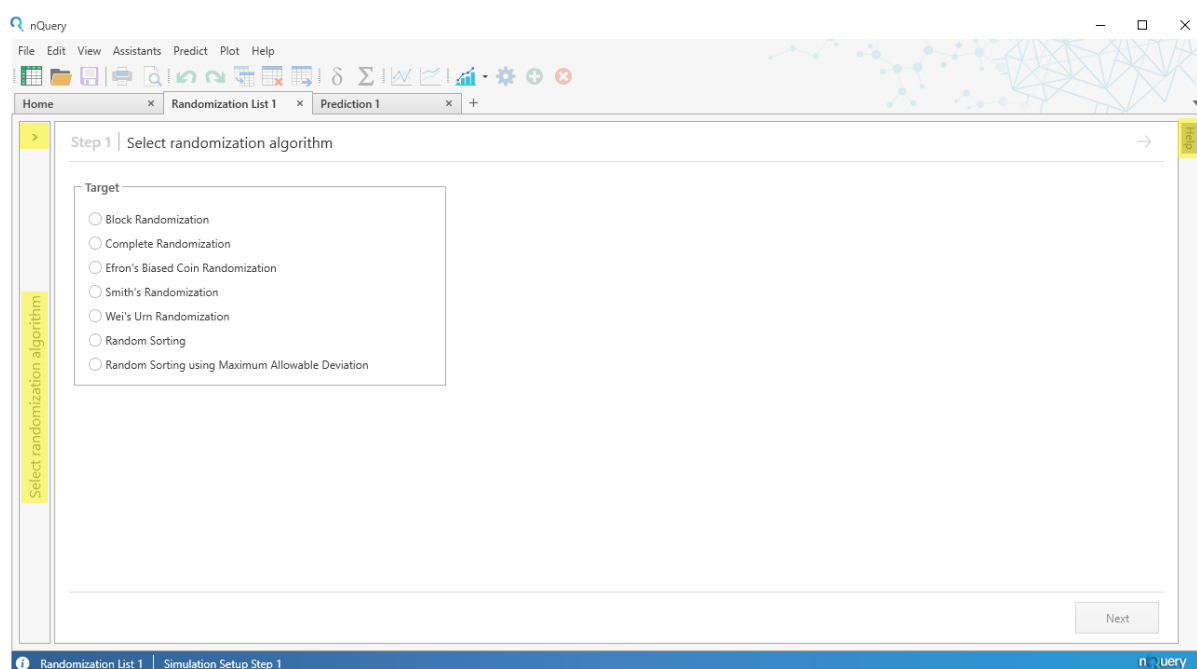 nQuery
File Edit View Assistants Predict Plot Help
δ Σ
Home × Randomization List 1 × Prediction 1 × +
Step 1 Select randomization algorithm
Help
Target
Block Randomization
Complete Randomization
Efron's Biased Coin Randomization
Smith's Randomization
Wei's Urn Randomization
Random Sorting
Random Sorting using Maximum Allowable Deviation
Select randomization algorithm
Next
Randomization List 1 Simulation Setup Step 1
nQuery